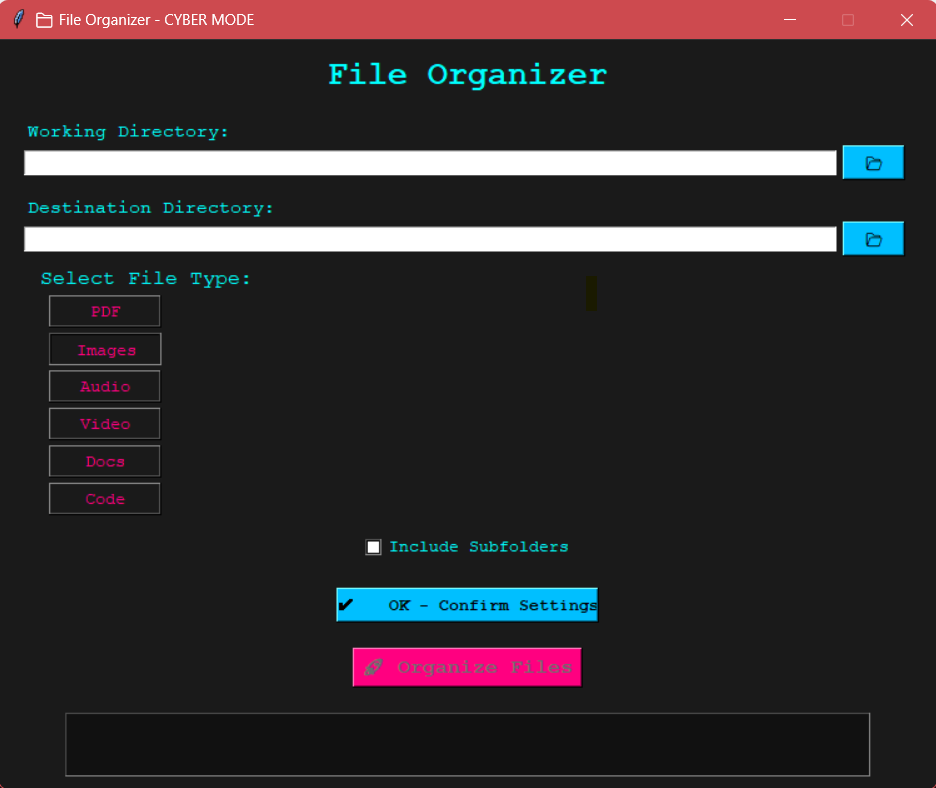 File Organizer - CYBER MODE
File Organizer
Working Directory:
Destination Directory:
Select File Type:
PDF
Images
Audio
Video
Docs
Code
Include Subfolders
✔ OK - Confirm Settings
Organize Files